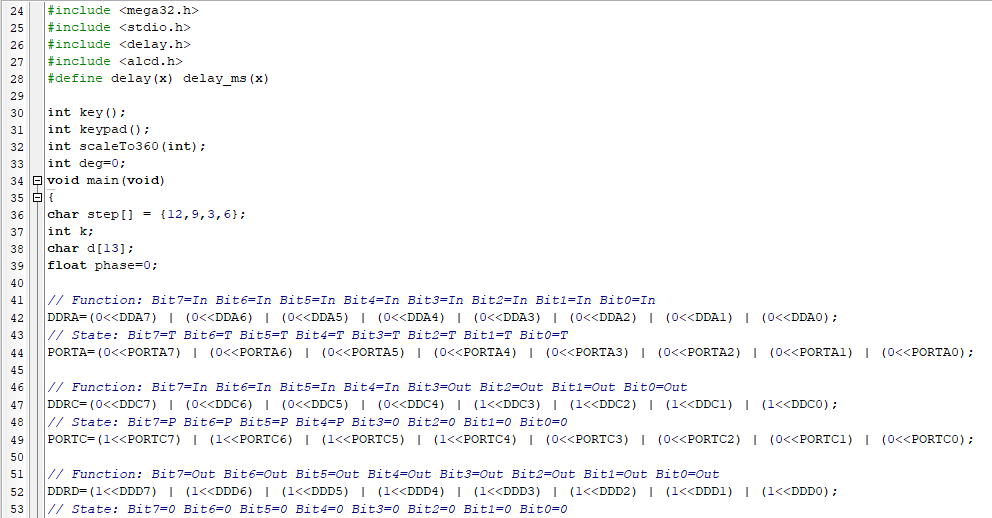 24 #include <mega32.h>
25 #include <stdio.h>
26 #include <delay.h>
27 #include <alcd.h>
28 #define delay(x) delay_ms(x)
29
30 int key();
31 int keypad();
32 int scaleTo360(int);
33 int deg=0;
34 void main(void)
35 {
36 char step[] = {12,9,3,6};
37 int k;
38 char d[13];
39 float phase=0;
40
41 // Function: Bit7=In Bit6=In Bit5=In Bit4=In Bit3=In Bit2=In Bit1=In Bit0=In
42 DDRA=(0<<DDA7) | (0<<DDA6) | (0<<DDA5) | (0<<DDA4) | (0<<DDA3) | (0<<DDA2) | (0<<DDA1) | (0<<DDA0);
43 // State: Bit7=T Bit6=T Bit5=T Bit4=T Bit3=T Bit2=T Bit1=T Bit0=T
44 PORTA=(0<<PORTA7) | (0<<PORTA6) | (0<<PORTA5) | (0<<PORTA4) | (0<<PORTA3) | (0<<PORTA2) | (0<<PORTA1) | (0<<PORTA0);
45
46 // Function: Bit7=In Bit6=In Bit5=In Bit4=In Bit3=Out Bit2=Out Bit1=Out Bit0=Out
47 DDRC=(0<<DDC7) | (0<<DDC6) | (0<<DDC5) | (0<<DDC4) | (1<<DDC3) | (1<<DDC2) | (1<<DDC1) | (1<<DDC0);
48 // State: Bit7=P Bit6=P Bit5=P Bit4=P Bit3=0 Bit2=0 Bit1=0 Bit0=0
49 PORTC=(1<<PORTC7) | (1<<PORTC6) | (1<<PORTC5) | (1<<PORTC4) | (0<<PORTC3) | (0<<PORTC2) | (0<<PORTC1) | (0<<PORTC0);
50
51 // Function: Bit7=Out Bit6=Out Bit5=Out Bit4=Out Bit3=Out Bit2=Out Bit1=Out Bit0=Out
52 DDRD=(1<<DDD7) | (1<<DDD6) | (1<<DDD5) | (1<<DDD4) | (1<<DDD3) | (1<<DDD2) | (1<<DDD1) | (1<<DDD0);
53 // State: Bit7=0 Bit6=0 Bit5=0 Bit4=0 Bit3=0 Bit2=0 Bit1=0 Bit0=0